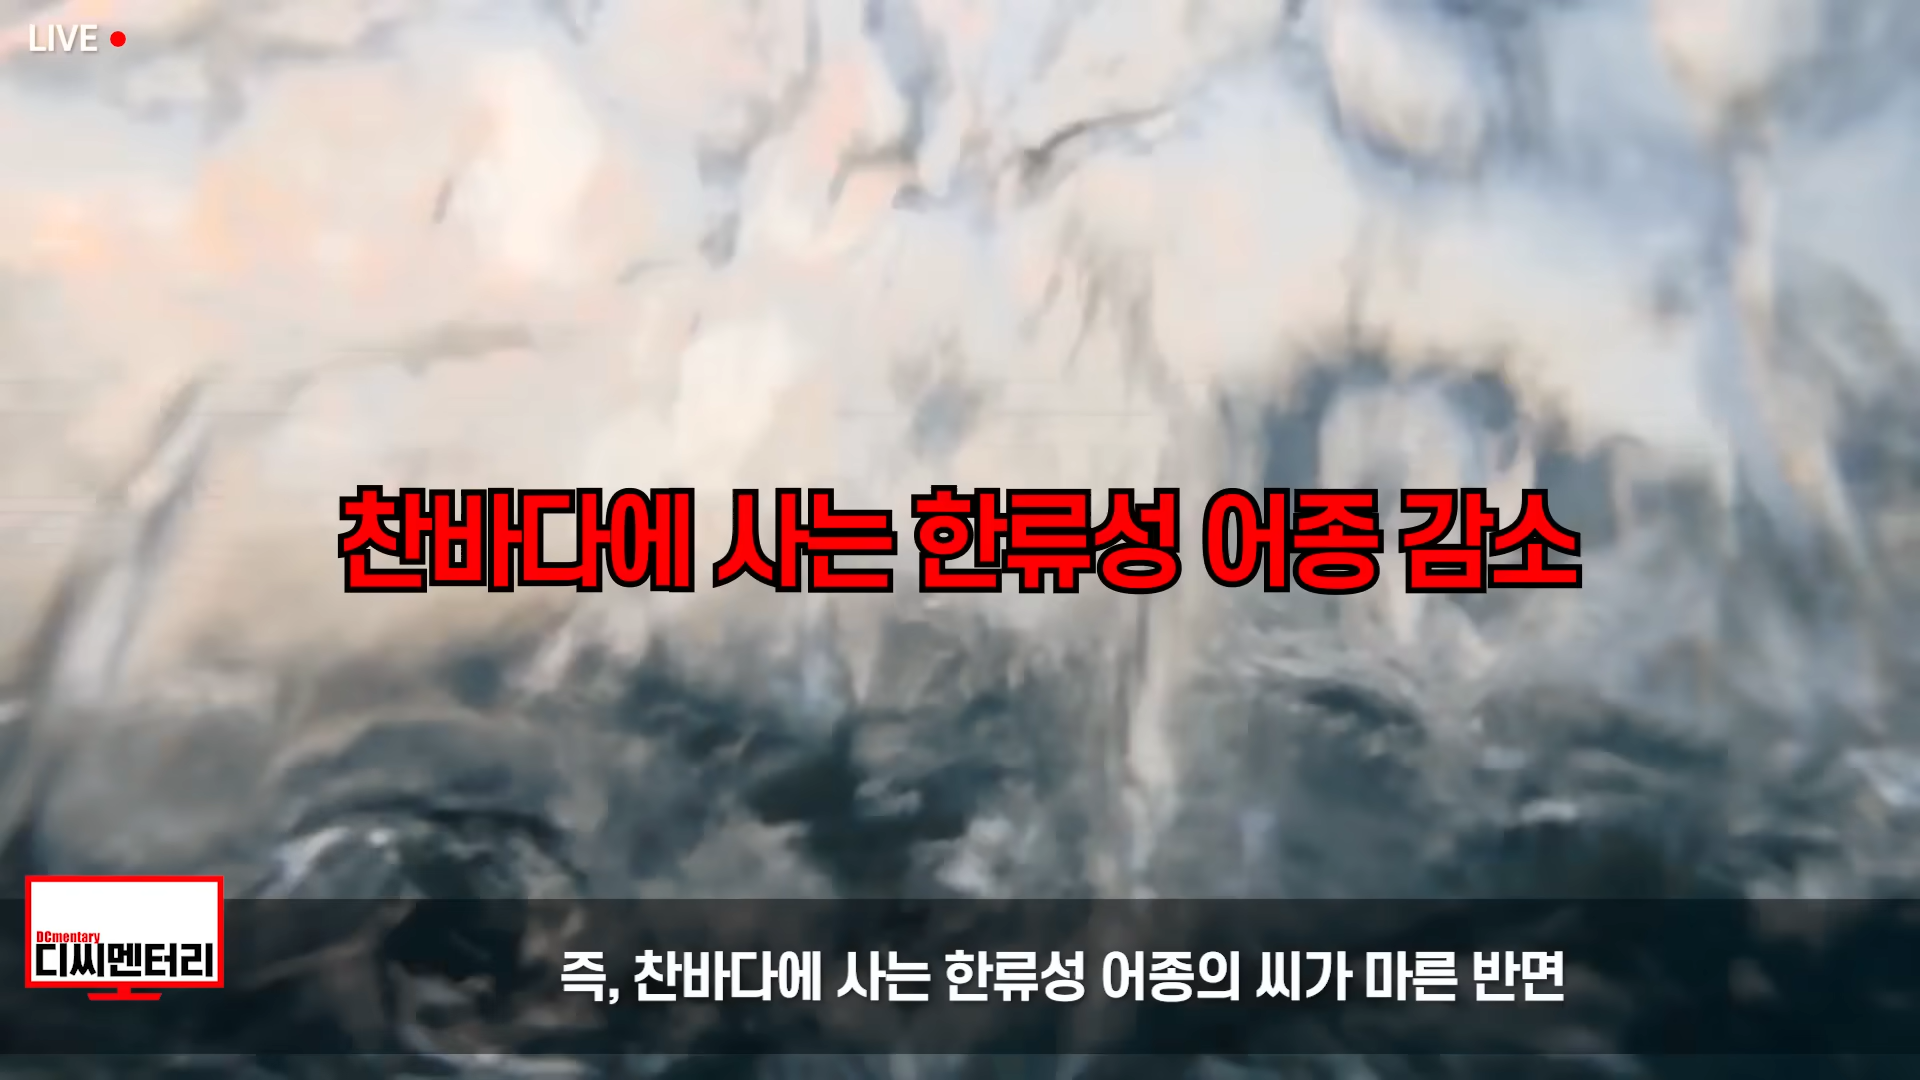 LIVE
찬바다에 사는 한류성 어종 감소
DCmentary
디씨멘터리
즉, 찬바다에 사는 한류성 어종의 씨가 마른 반면